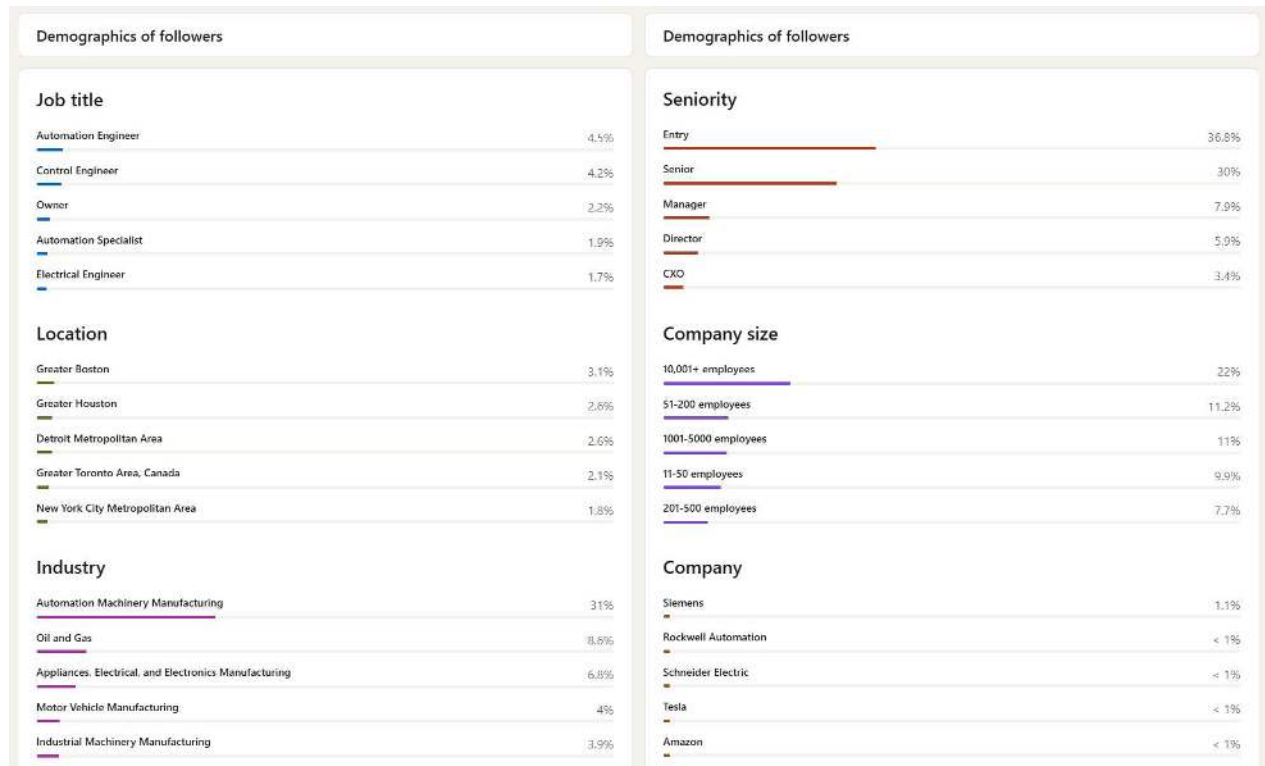 Demographics of followers
Job title
Automation Engineer 4.5%
Control Engineer 4.2%
Owner 2.2%
Automation Specialist 1.9%
Electrical Engineer 1.7%
Location
Greater Boston 3.1%
Greater Houston 2.6%
Detroit Metropolitan Area 2.6%
Greater Toronto Area, Canada 2.1%
New York City Metropolitan Area 1.8%
Industry
Automation Machinery Manufacturing 31%
Oil and Gas 8.6%
Appliances, Electrical, and Electronics Manufacturing 6.8%
Motor Vehicle Manufacturing 4%
Industrial Machinery Manufacturing 3.9%
Demographics of followers
Seniority
Entry 36.8%
Senior 30%
Manager 7.9%
Director 5.9%
CXO 3.4%
Company size
10,001+ employees 22%
51-200 employees 11.2%
1001-5000 employees 11%
11-50 employees 9.9%
201-500 employees 7.7%
Company
Siemens 1.1%
Rockwell Automation < 1%
Schneider Electric < 1%
Tesla < 1%
Amazon < 1%